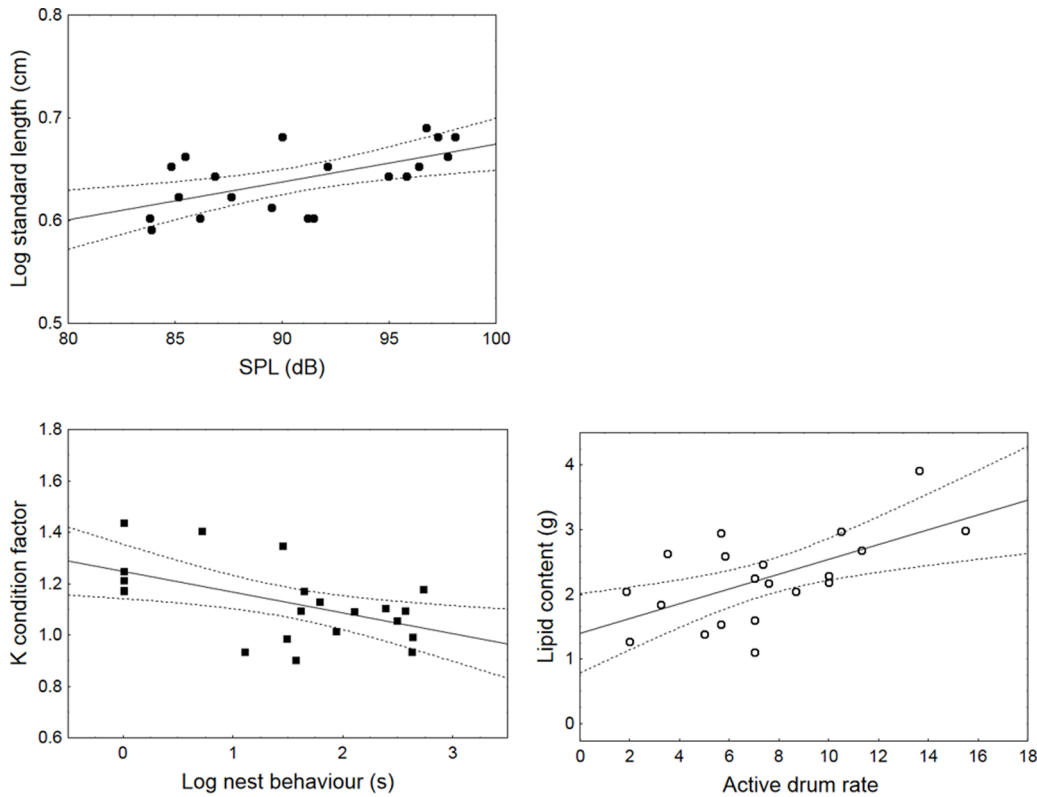 0.8
0.7
0.6
0.5
Log standard length (cm)
80 85 90 95 100
SPL (dB)
1.8
1.6
1.4
1.2
1.0
0.8
0.6
K condition factor
0 1 2 3
Log nest behaviour (s)
4
3
2
1
0
Lipid content (g)
0 2 4 6 8 10 12 14 16 18
Active drum rate